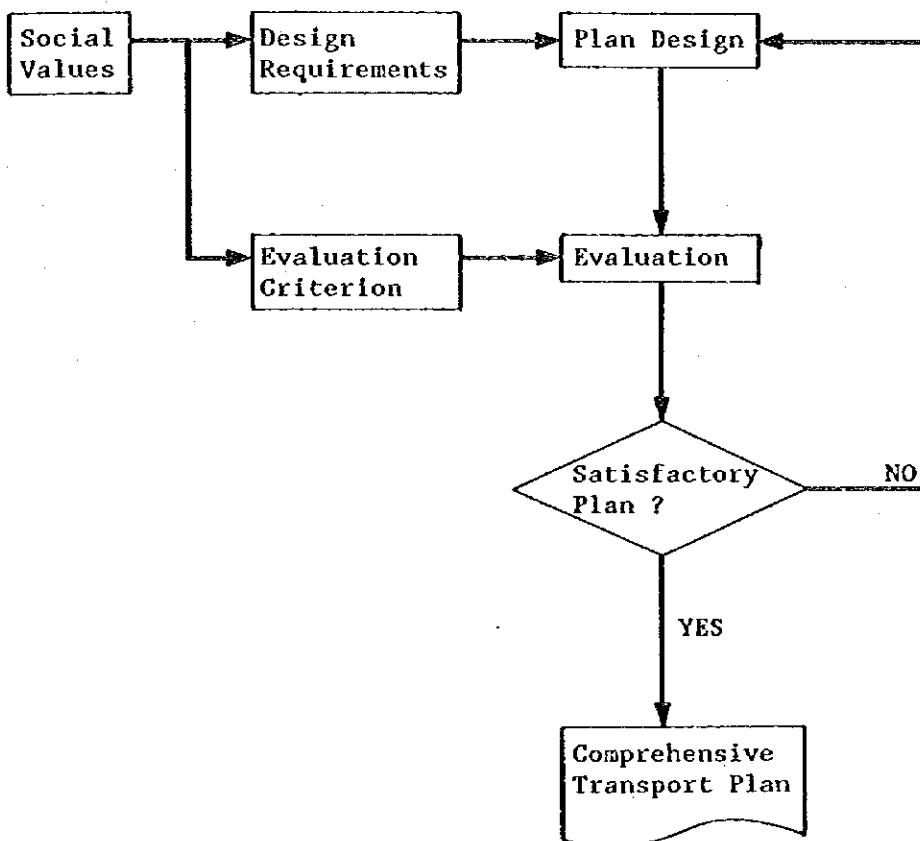 Social
Values
Design
Requirements
Plan Design
Evaluation
Criterion
Evaluation
Satisfactory
Plan ?
NO
YES
Comprehensive
Transport Plan